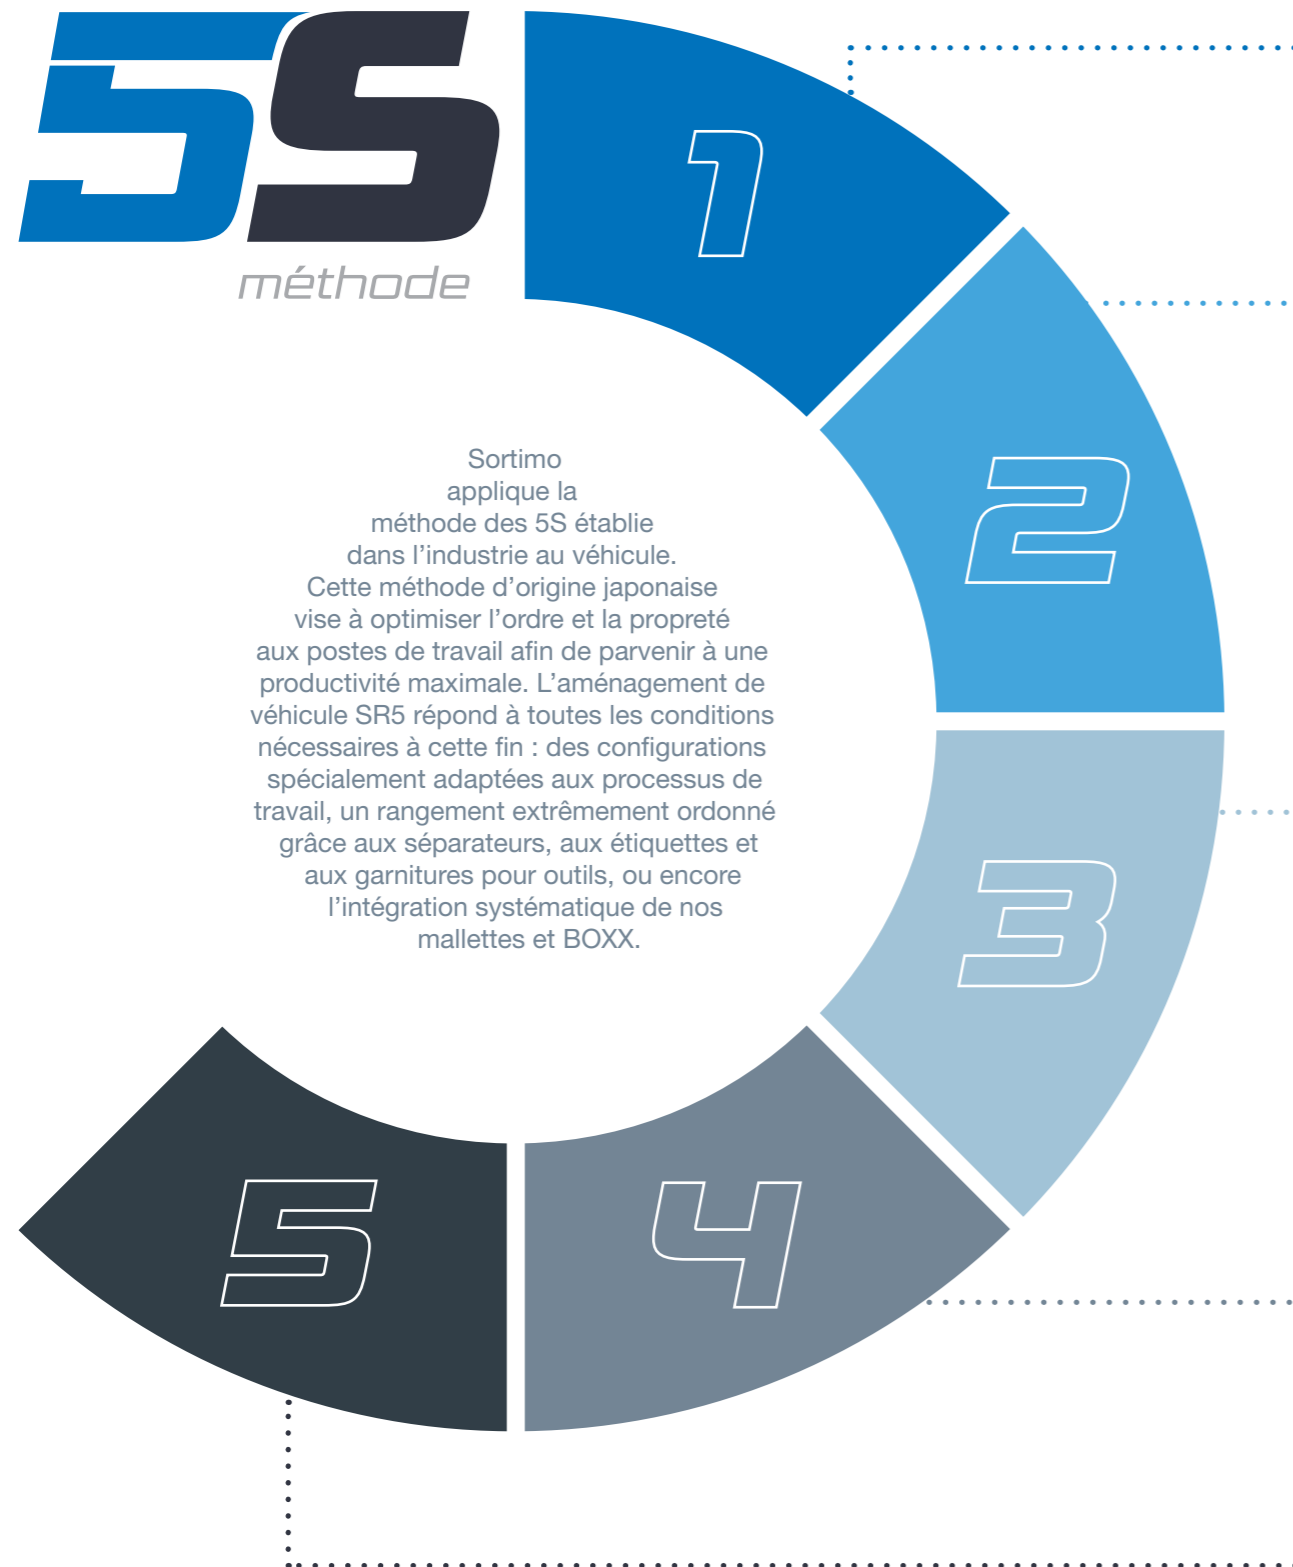 5S
méthode
1
2
Sortimo
applique la
méthode des 5S établie
dans l’industrie au véhicule.
Cette méthode d’origine japonaise
vise à optimiser l’ordre et la propreté
aux postes de travail afin de parvenir à une
productivité maximale. L’aménagement de
véhicule SR5 répond à toutes les conditions
nécessaires à cette fin : des configurations
spécialement adaptées aux processus de
travail, un rangement extrêmement ordonné
grâce aux séparateurs, aux étiquettes et
aux garnitures pour outils, ou encore
l’intégration systématique de nos
mallettes et BOXX.
3
4
5